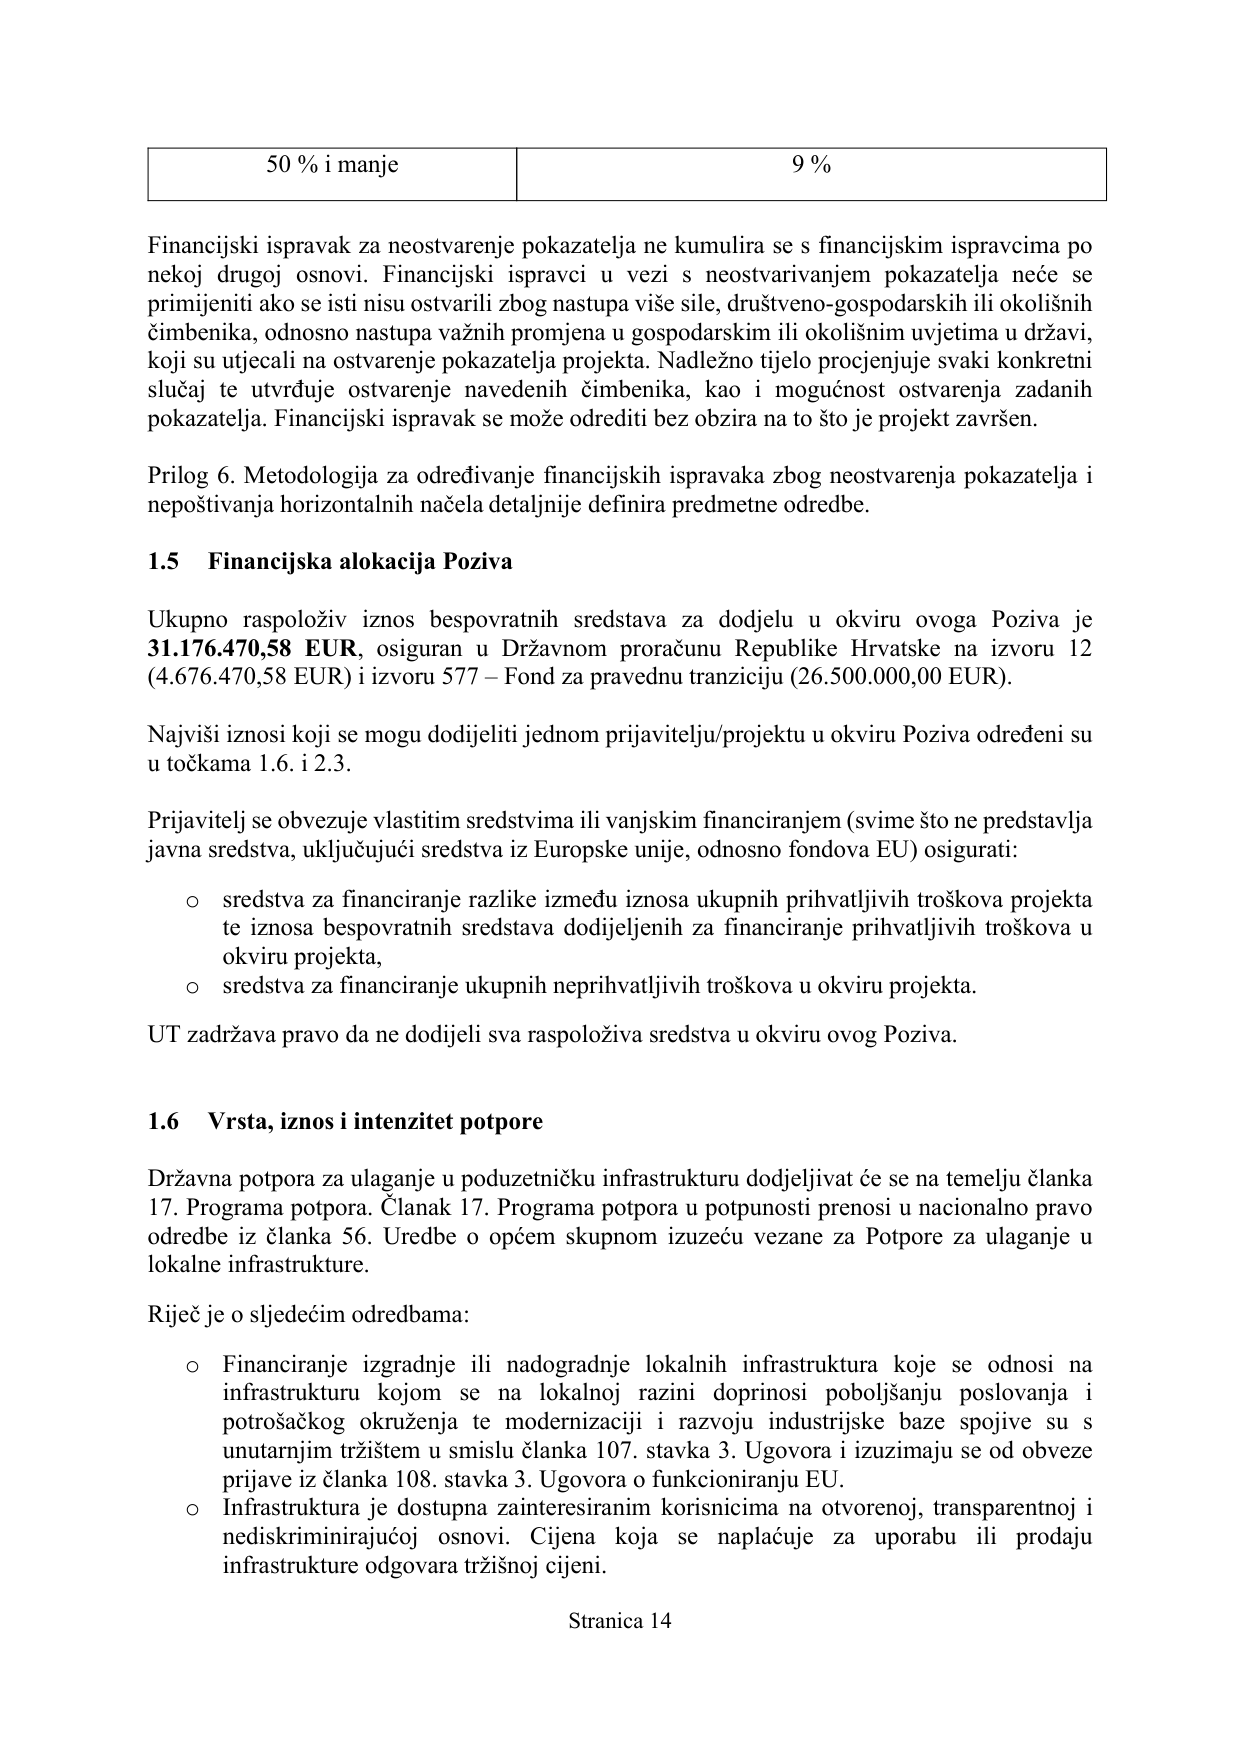 50 % i manje
9 %
Financijski ispravak za neostvarenje pokazatelja ne kumulira se s financijskim ispravcima po
nekoj drugoj osnovi. Financijski ispravci u vezi s neostvarivanjem pokazatelja neće se
primijeniti ako se isti nisu ostvarili zbog nastupa više sile, društveno-gospodarskih ili okolišnih
čimbenika, odnosno nastupa važnih promjena u gospodarskim ili okolišnim uvjetima u državi,
koji su utjecali na ostvarenje pokazatelja projekta. Nadležno tijelo procjenjuje svaki konkretni
slučaj te utvrđuje ostvarenje navedenih čimbenika, kao i mogućnost ostvarenja zadanih
pokazatelja. Financijski ispravak se može odrediti bez obzira na to što je projekt završen.
Prilog 6. Metodologija za određivanje financijskih ispravaka zbog neostvarenja pokazatelja i
nepoštivanja horizontalnih načela detaljnije definira predmetne odredbe.
1.5 Financijska alokacija Poziva
Ukupno raspoloživ iznos bespovratnih sredstava za dodjelu u okviru ovoga Poziva je
31.176.470,58 EUR, osiguran u Državnom proračunu Republike Hrvatske na izvoru 12
(4.676.470,58 EUR) i izvoru 577 – Fond za pravednu tranziciju (26.500.000,00 EUR).
Najviši iznosi koji se mogu dodijeliti jednom prijavitelju/projektu u okviru Poziva određeni su
u točkama 1.6. i 2.3.
Prijavitelj se obvezuje vlastitim sredstvima ili vanjskim financiranjem (svime što ne predstavlja
javna sredstva, uključujući sredstva iz Europske unije, odnosno fondova EU) osigurati:
o sredstva za financiranje razlike između iznosa ukupnih prihvatljivih troškova projekta
te iznosa bespovratnih sredstava dodijeljenih za financiranje prihvatljivih troškova u
okviru projekta,
o sredstva za financiranje ukupnih neprihvatljivih troškova u okviru projekta.
UT zadržava pravo da ne dodijeli sva raspoloživa sredstva u okviru ovog Poziva.
1.6 Vrsta, iznos i intenzitet potpore
Državna potpora za ulaganje u poduzetničku infrastrukturu dodjeljivat će se na temelju članka
17. Programa potpora. Članak 17. Programa potpora u potpunosti prenosi u nacionalno pravo
odredbe iz članka 56. Uredbe o općem skupnom izuzeću vezane za Potpore za ulaganje u
lokalne infrastrukture.
Riječ je o sljedećim odredbama:
o Financiranje izgradnje ili nadogradnje lokalnih infrastruktura koje se odnosi na
infrastrukturu kojom se na lokalnoj razini doprinosi poboljšanju poslovanja i
potrošačkog okruženja te modernizaciji i razvoju industrijske baze spojive su s
unutarnjim tržištem u smislu članka 107. stavka 3. Ugovora i izuzimaju se od obveze
prijave iz članka 108. stavka 3. Ugovora o funkcioniranju EU.
o Infrastruktura je dostupna zainteresiranim korisnicima na otvorenoj, transparentnoj i
nediskriminirajućoj osnovi. Cijena koja se naplaćuje za uporabu ili prodaju
infrastrukture odgovara tržišnoj cijeni.
Stranica 14